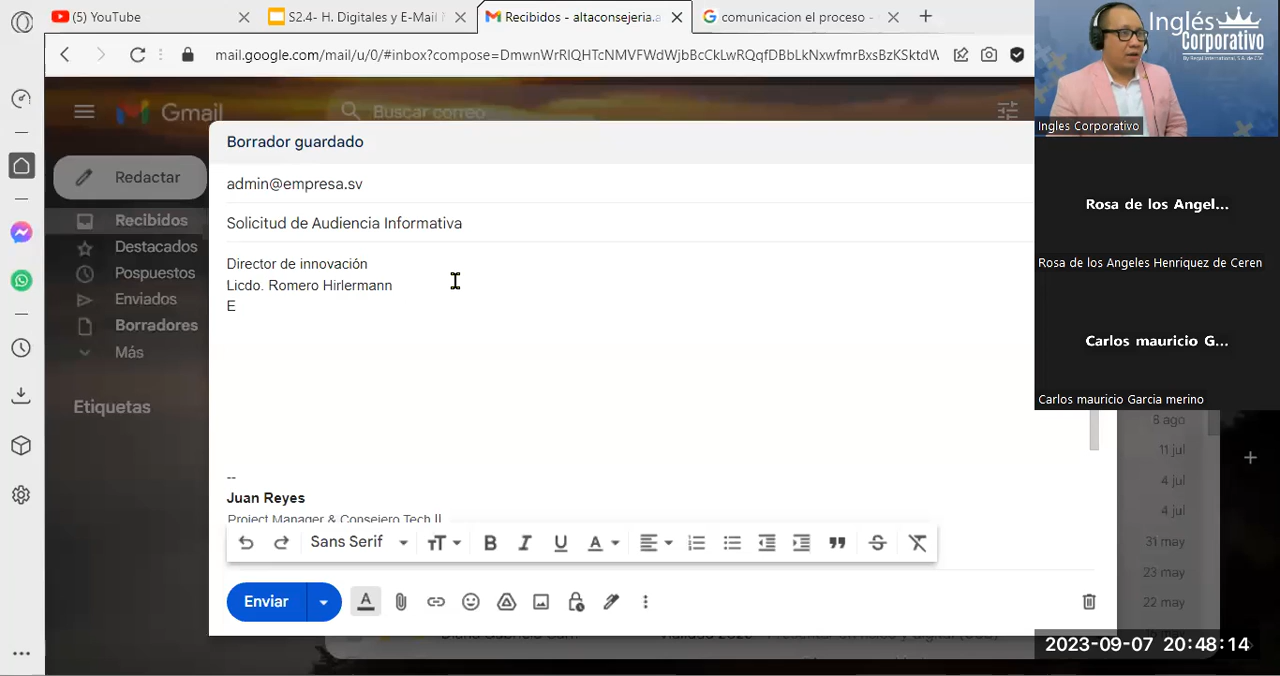 (5) YouTube
S2.4- H. Digitales y E-Mail
Recibidos - altaconsejeria.a
comunicacion el proceso -
mail.google.com/mail/u/0/#inbox?compose=DmwnWrRlQHTcNMVFWdWjbBcCkLwRQqfDBbLkNxwfmrBxsBzKSktdW
Gmail
Buscar correo
Redactar
Recibidos
Destacados
Pospuestos
Enviados
Borradores
Más
Etiquetas
Borrador guardado
admin@empresa.sv
Solicitud de Audiencia Informativa
Director de innovación
Licdo. Romero Hirlermann
E
--
Juan Reyes
Project Manager & Consejero Tech II
Sans Serif
Enviar
Inglés
Corporativo
By Regal International, S.A. de C.V.
Ingles Corporativo
Rosa de los Angel...
Rosa de los Angeles Henríquez de Ceren
Carlos mauricio G...
Carlos mauricio Garcia merino
8 ago
11 jul
4 jul
4 jul
31 may
23 may
22 may
2023-09-07 20:48:14